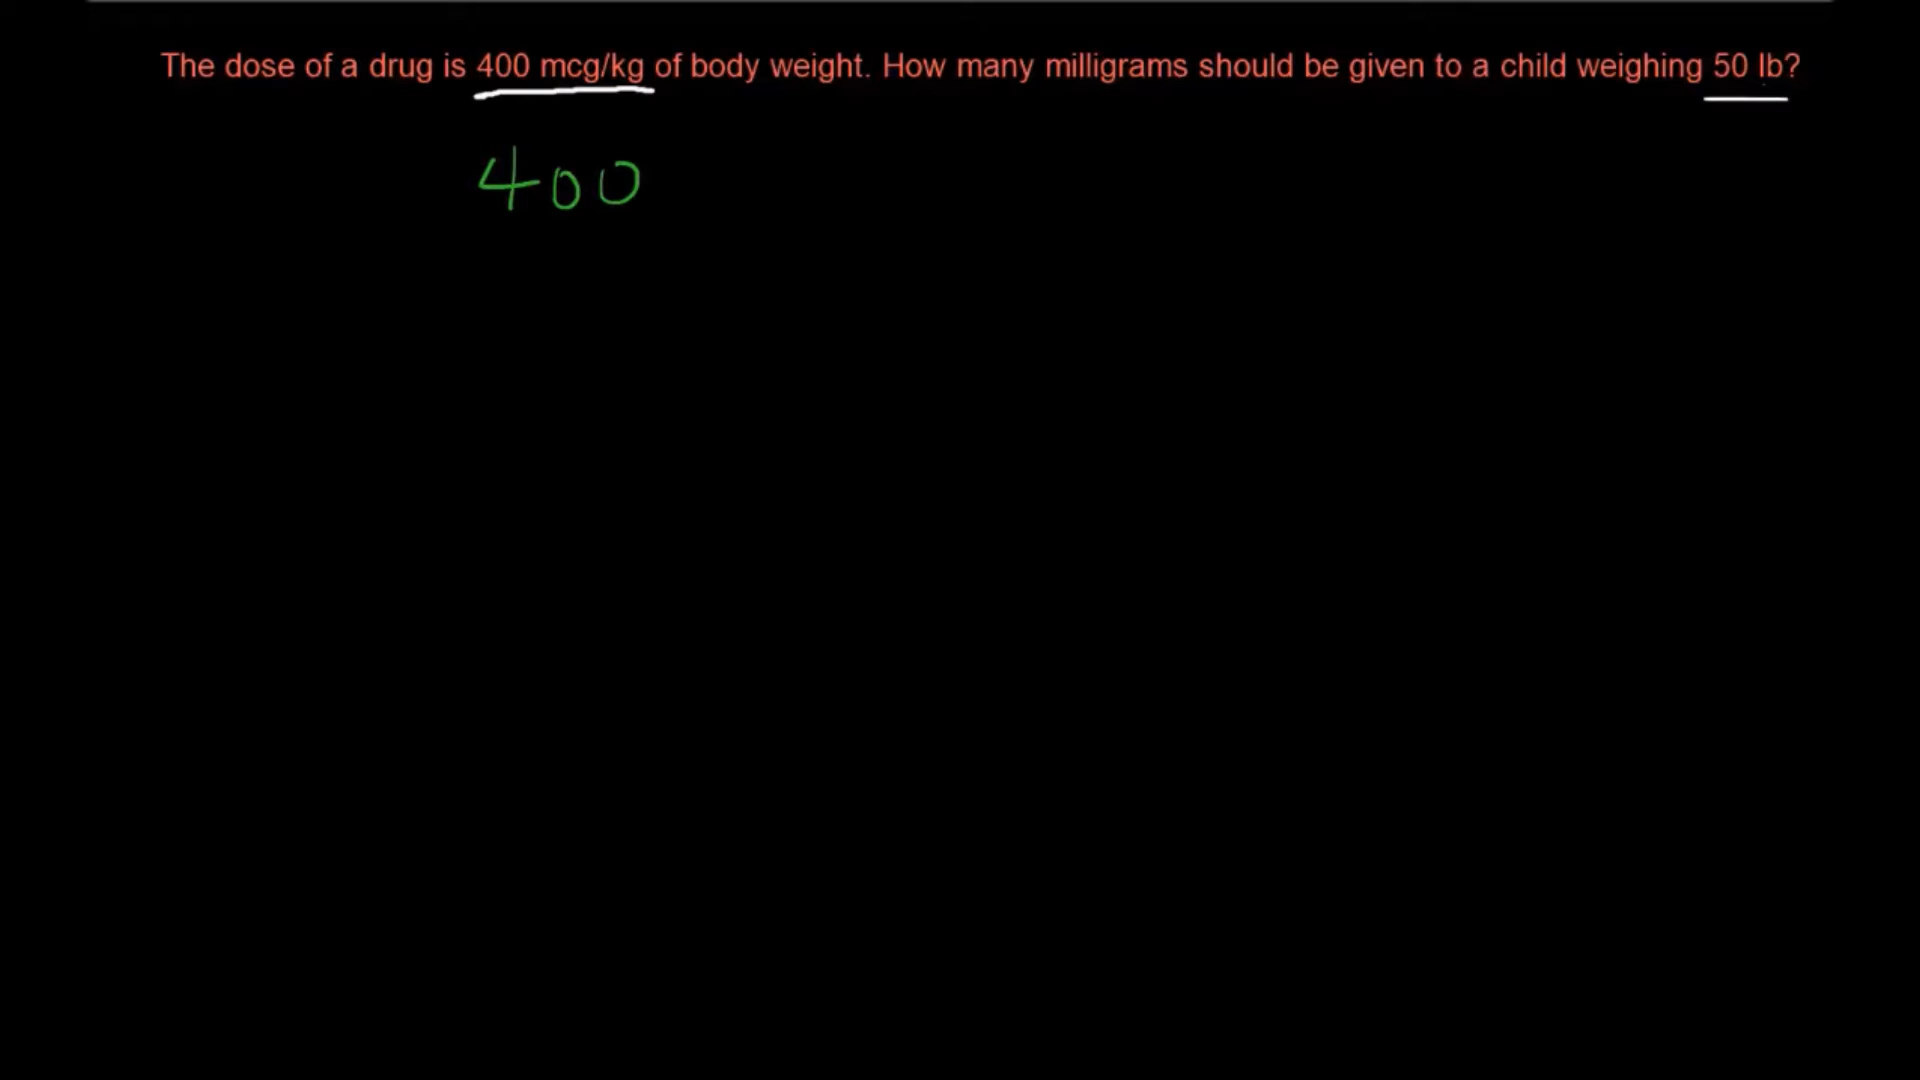 The dose of a drug is 400 mcg/kg of body weight. How many milligrams should be given to a child weighing 50 lb?
400